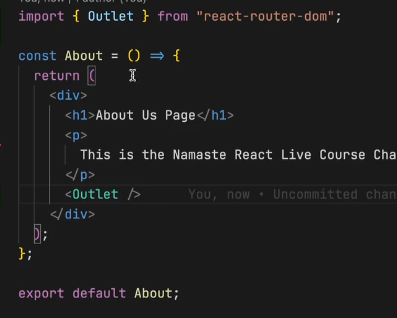 import { Outlet } from "react-router-dom";
const About = () => {
return (
<div>
<h1>About Us Page</h1>
<p>
This is the Namaste React Live Course Cha
</p>
<Outlet /> You, now • Uncommitted chan
</div>
);
};
export default About;